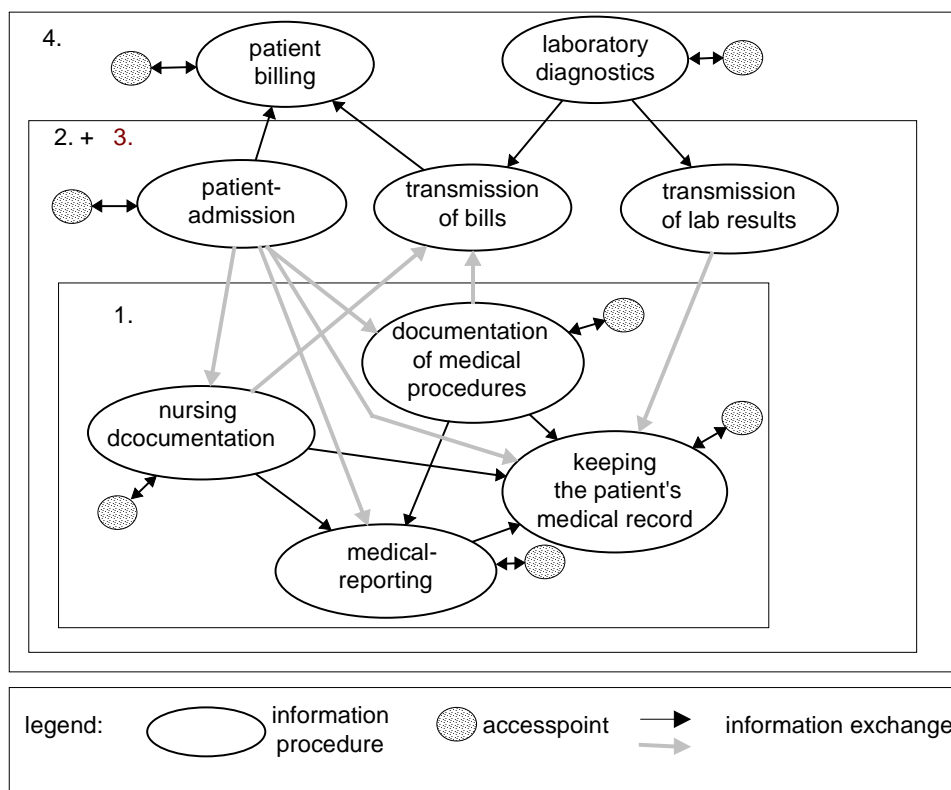 4.
patient
billing
laboratory
diagnostics
2. + 3.
patient-
admission
transmission
of bills
transmission
of lab results
1.
documentation
of medical
procedures
nursing
dcocumentation
keeping
the patient's
medical record
medical-
reporting
legend:
information
procedure
accesspoint
information exchange